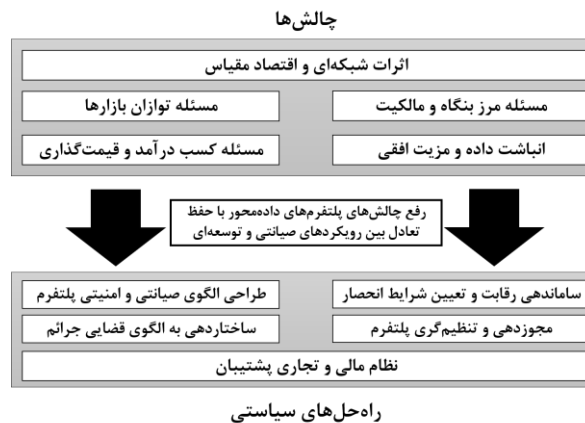 چالش‌ها
اثرات شبکه‌ای و اقتصاد مقیاس
مسئله مرز بنگاه و مالکیت
مسئله توازان بازارها
انباشت داده و مزیت افقی
مسئله کسب درآمد و قیمت‌گذاری
رفع چالش‌های پلتفرم‌های داده‌محور با حفظ
تعادل بین رویکردهای صیانتی و توسعه‌ای
ساماندهی رقابت و تعیین شرایط انحصار
طراحی الگوی صیانتی و امنیتی پلتفرم
مجوزدهی و تنظیم‌گری پلتفرم
ساختاردهی به الگوی قضایی جرائم
نظام مالی و تجاری پشتیبان
راه‌حل‌های سیاستی